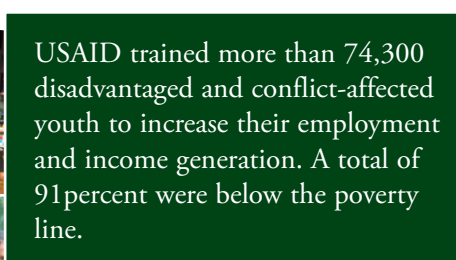 USAID trained more than 74,300
disadvantaged and conflict-affected
youth to increase their employment
and income generation. A total of
91percent were below the poverty
line.